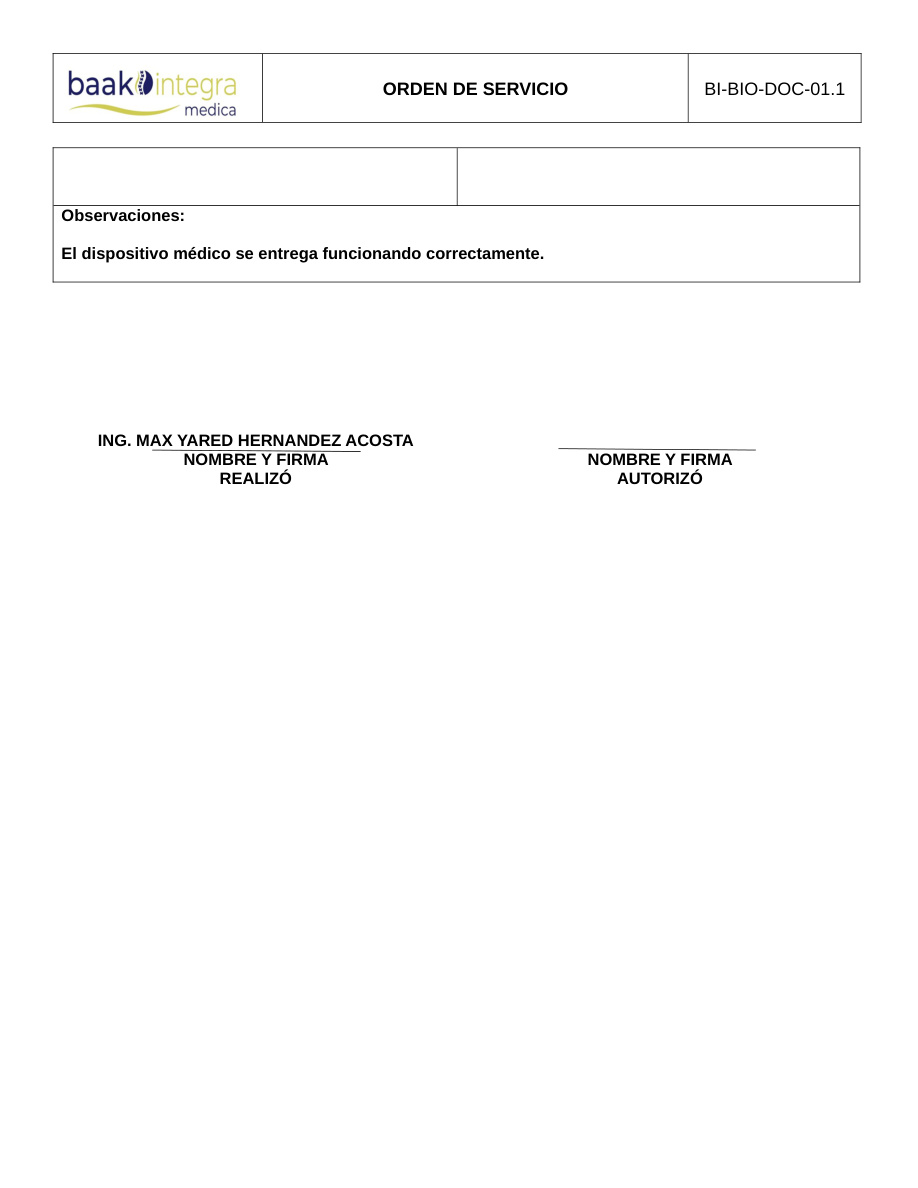 baak integra
medica
ORDEN DE SERVICIO
BI-BIO-DOC-01.1
Observaciones:
El dispositivo médico se entrega funcionando correctamente.
ING. MAX YARED HERNANDEZ ACOSTA
NOMBRE Y FIRMA
REALIZÓ
NOMBRE Y FIRMA
AUTORIZÓ